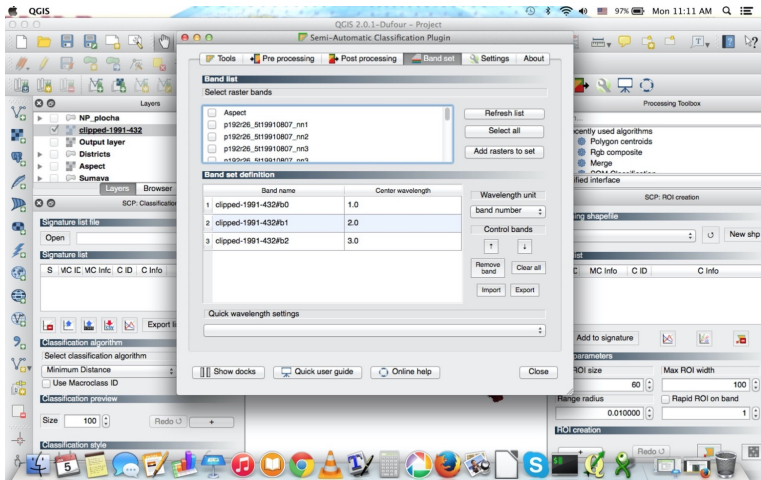 QGIS
97%
Mon 11:11 AM
QGIS 2.0.1-Dufour - Project
Semi-Automatic Classification Plugin
Tools
Pre processing
Post processing
Band set
Settings
About
Band list
Select raster bands
Aspect
p192r26_5t19910807_nn1
p192r26_5t19910807_nn2
p192r26_5t19910807_nn3
p192r26_5t19910807_nn3
Refresh list
Select all
Add rasters to set
Band set definition
Band name
Center wavelength
1 clipped-1991-432#b0 1.0
2 clipped-1991-432#b1 2.0
3 clipped-1991-432#b2 3.0
Wavelength unit
band number
Control bands
Remove band
Clear all
Import
Export
Quick wavelength settings
Show docks
Quick user guide
Online help
Close
Layers
NP_plocha
clipped-1991-432
Output layer
Districts
Aspect
Sumava
Layers
Browser
SCP: Classification
Signature list file
Open
Signature list
S MC IC MC Infc C ID C Info
Export li
Classification algorithm
Select classification algorithm
Minimum Distance
Use Macroclass ID
Classification preview
Size 100
Redo
+
Classification style
Processing Toolbox
cently used algorithms
Polygon centroids
Rgb composite
Merge
fied interface
SCP: ROI creation
ing shapefile
New shp
ist
MC Info
C ID
C Info
Add to signature
parameters
ROI size
Max ROI width
60
100
Range radius
Rapid ROI on band
0.010000
1
ROI creation
+
Redo
5